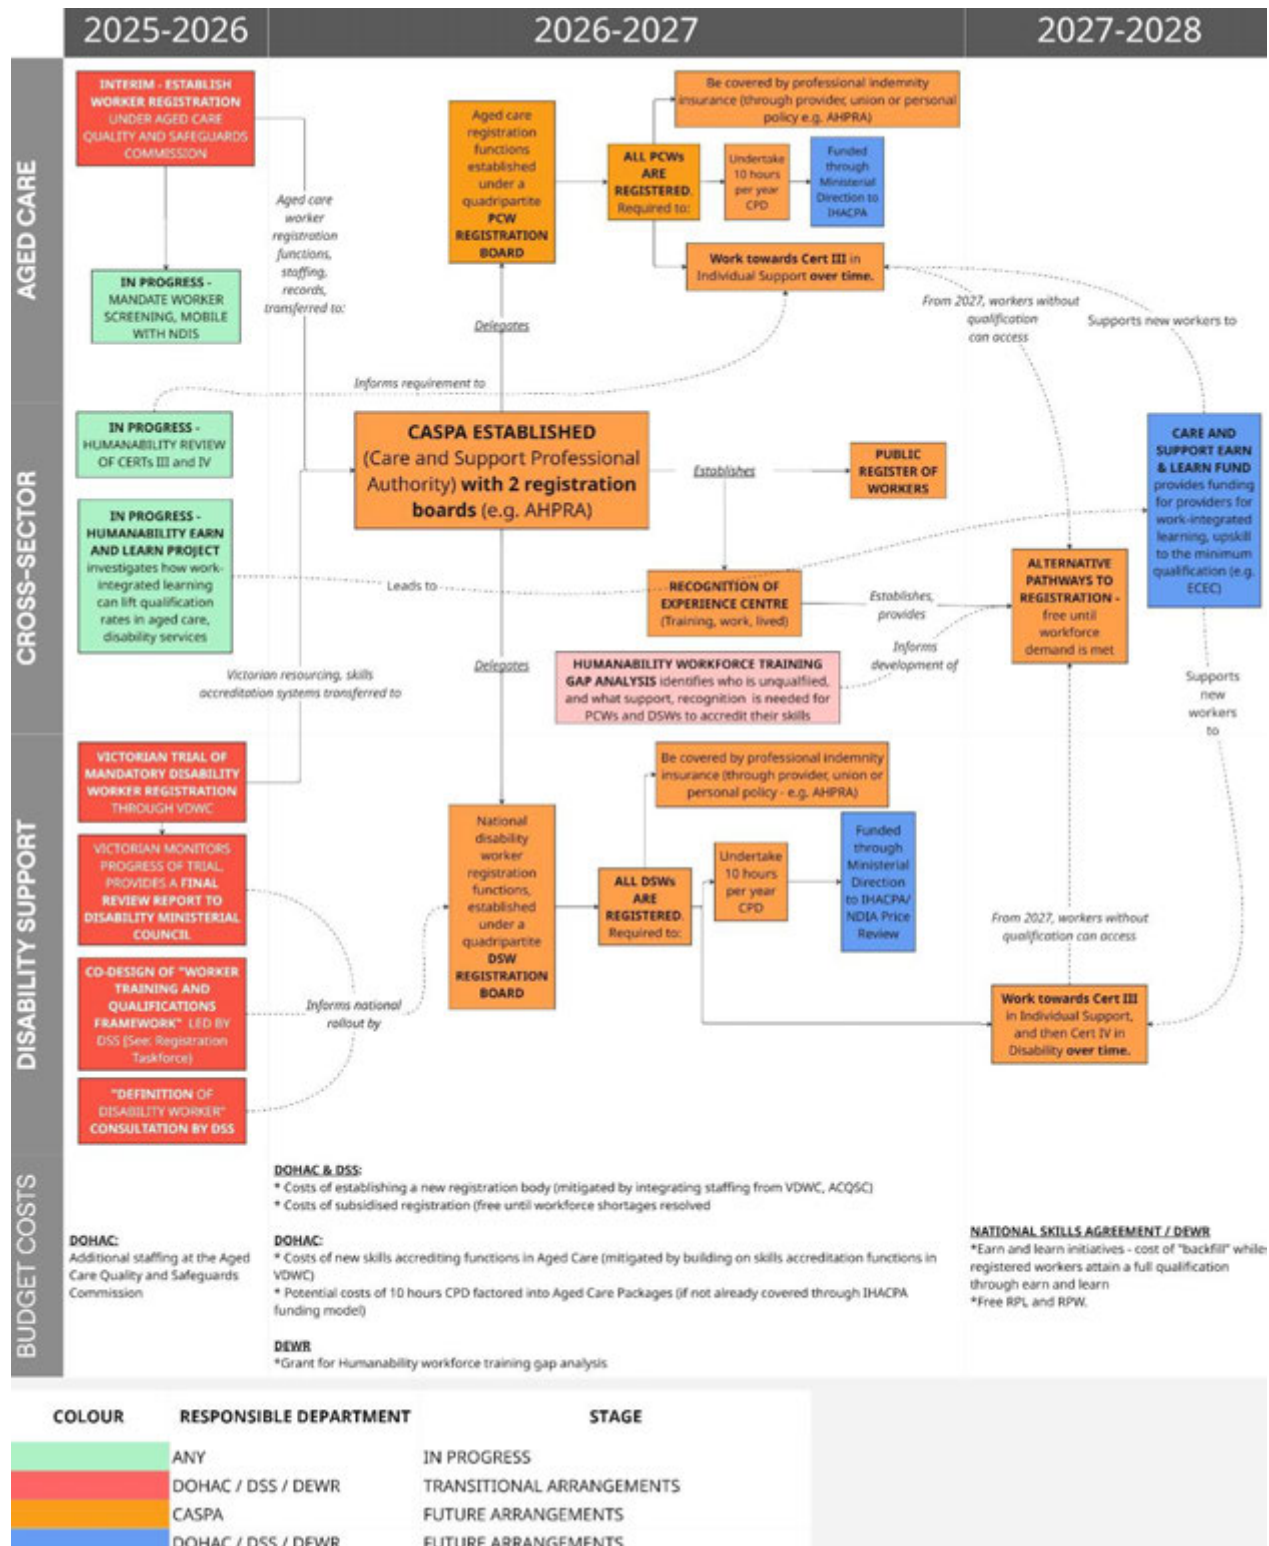 2025-2026
2026-2027
2027-2028
AGED CARE
INTERIM - ESTABLISH
WORKER REGISTRATION
UNDER AGED CARE
QUALITY AND SAFEGUARDS
COMMISSION
IN PROGRESS -
MANDATE WORKER
SCREENING, MOBILE
WITH NDIS
Aged care
worker
registration
functions,
staffing,
records,
transferred to:
Aged care
registration
functions
established
under a
quadripartite
PCW
REGISTRATION
BOARD
Delegates
Be covered by professional indemnity
insurance (through provider, union or personal
policy e.g. AHPRA)
ALL PCWs
ARE
REGISTERED.
Required to:
Undertake
10 hours
per year
CPD
Funded
through
Ministerial
Direction to
IHACPA
Work towards Cert III in
Individual Support over time.
From 2027, workers without
qualification
can access
Supports new workers to
Informs requirement to
CROSS-SECTOR
IN PROGRESS -
HUMANABILITY REVIEW
OF CERTs III and IV
IN PROGRESS -
HUMANABILITY EARN
AND LEARN PROJECT
investigates how work-
integrated learning
can lift qualification
rates in aged care,
disability services
CASPA ESTABLISHED
(Care and Support Professional
Authority) with 2 registration
boards (e.g. AHPRA)
Establishes
PUBLIC
REGISTER OF
WORKERS
CARE AND
SUPPORT EARN
& LEARN FUND
provides funding
for providers for
work-integrated
learning, upskill
to the minimum
qualification (e.g.
ECEC)
Leads to
RECOGNITION OF
EXPERIENCE CENTRE
(Training, work, lived)
Establishes,
provides
ALTERNATIVE
PATHWAYS TO
REGISTRATION -
free until
workforce
demand is met
Informs
development of
HUMANABILITY WORKFORCE TRAINING
GAP ANALYSIS identifies who is unqualfiied,
and what support, recognition is needed for
PCWs and DSWs to accredit their skills
Delegates
Victorian resourcing, skills
accreditation systems transferred to
Supports
new
workers
to
DISABILITY SUPPORT
VICTORIAN TRIAL OF
MANDATORY DISABILITY
WORKER REGISTRATION
THROUGH VDWC
VICTORIAN MONITORS
PROGRESS OF TRIAL,
PROVIDES A FINAL
REVIEW REPORT TO
DISABILITY MINISTERIAL
COUNCIL
CO-DESIGN OF "WORKER
TRAINING AND
QUALIFICATIONS
FRAMEWORK" LED BY
DSS (See: Registration
Taskforce)
"DEFINITION OF
DISABILITY WORKER"
CONSULTATION BY DSS
Informs national
rollout by
National
disability
worker
registration
functions,
established
under a
quadripartite
DSW
REGISTRATION
BOARD
Be covered by professional indemnity
insurance (through provider, union or
personal policy - e.g. AHPRA)
ALL DSWs
ARE
REGISTERED.
Required to:
Undertake
10 hours
per year
CPD
Funded
through
Ministerial
Direction
to IHACPA/
NDIA Price
Review
From 2027, workers without
qualification can access
Work towards Cert III
in Individual Support,
and then Cert IV in
Disability over time.
BUDGET COSTS
DOHAC:
Additional staffing at the Aged
Care Quality and Safeguards
Commission
DOHAC & DSS:
* Costs of establishing a new registration body (mitigated by integrating staffing from VDWC, ACQSC)
* Costs of subsidised registration (free until workforce shortages resolved
DOHAC:
* Costs of new skills accrediting functions in Aged Care (mitigated by building on skills accreditation functions in
VDWC)
* Potential costs of 10 hours CPD factored into Aged Care Packages (if not already covered through IHACPA
funding model)
DEWR
*Grant for Humanability workforce training gap analysis
NATIONAL SKILLS AGREEMENT / DEWR
*Earn and learn initiatives - cost of "backfill" while
registered workers attain a full qualification
through earn and learn
*Free RPL and RPW.
COLOUR RESPONSIBLE DEPARTMENT STAGE
ANY IN PROGRESS
DOHAC / DSS / DEWR TRANSITIONAL ARRANGEMENTS
CASPA FUTURE ARRANGEMENTS
DOHAC / DSS / DEWR FUTURE ARRANGEMENTS